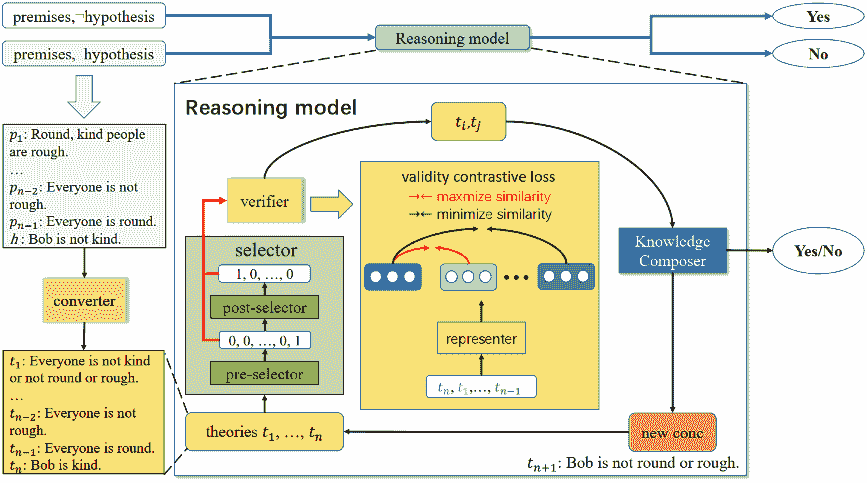 premises,¬hypothesis
premises, hypothesis
Reasoning model
Yes
No
p1: Round, kind people
are rough.
…
pn−2: Everyone is not
rough.
pn−1: Everyone is round.
h: Bob is not kind.
converter
t1: Everyone is not kind
or not round or rough.
…
tn−2: Everyone is not
rough.
tn−1: Everyone is round.
tn: Bob is kind.
Reasoning model
ti,tj
verifier
validity contrastive loss
→← maxmize similarity
→← minimize similarity
selector
1, 0, …, 0
post-selector
0, 0, …, 0, 1
pre-selector
•••
representer
tn, t1,…, tn−1
Knowledge
Composer
Yes/No
theories t1, …, tn
new conc
tn+1: Bob is not round or rough.